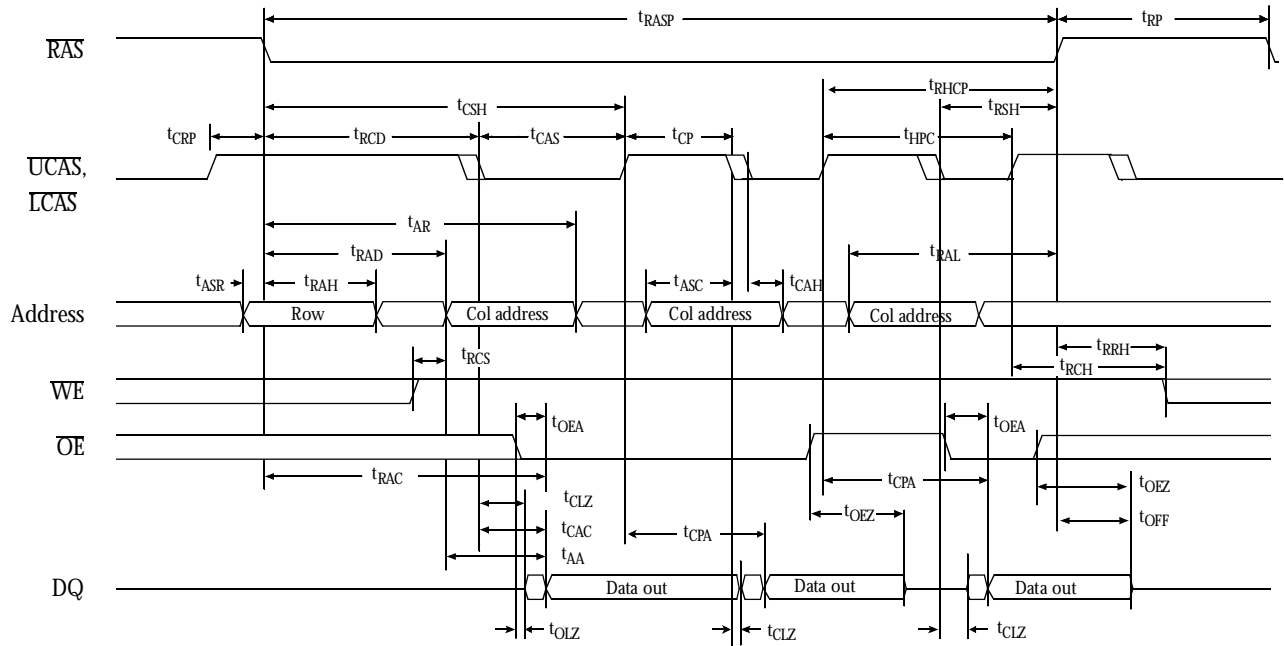 tRASP tRP
RAS
tRHCP
tCSH tRSH
tCRP tRCD tCAS tCP tHPC
UCAS,
LCAS
tAR
tRAD tRAL
tASR tRAH tASC tCAH
Address Row Col address Col address Col address
tRCS tRRH
tRCH
WE
tOEA tOEA
OE
tRAC tCPA
tCLZ tOEZ
tOEZ tOFF
tCAC tCPA
tAA
DQ Data out Data out Data out
tOLZ tCLZ tCLZ